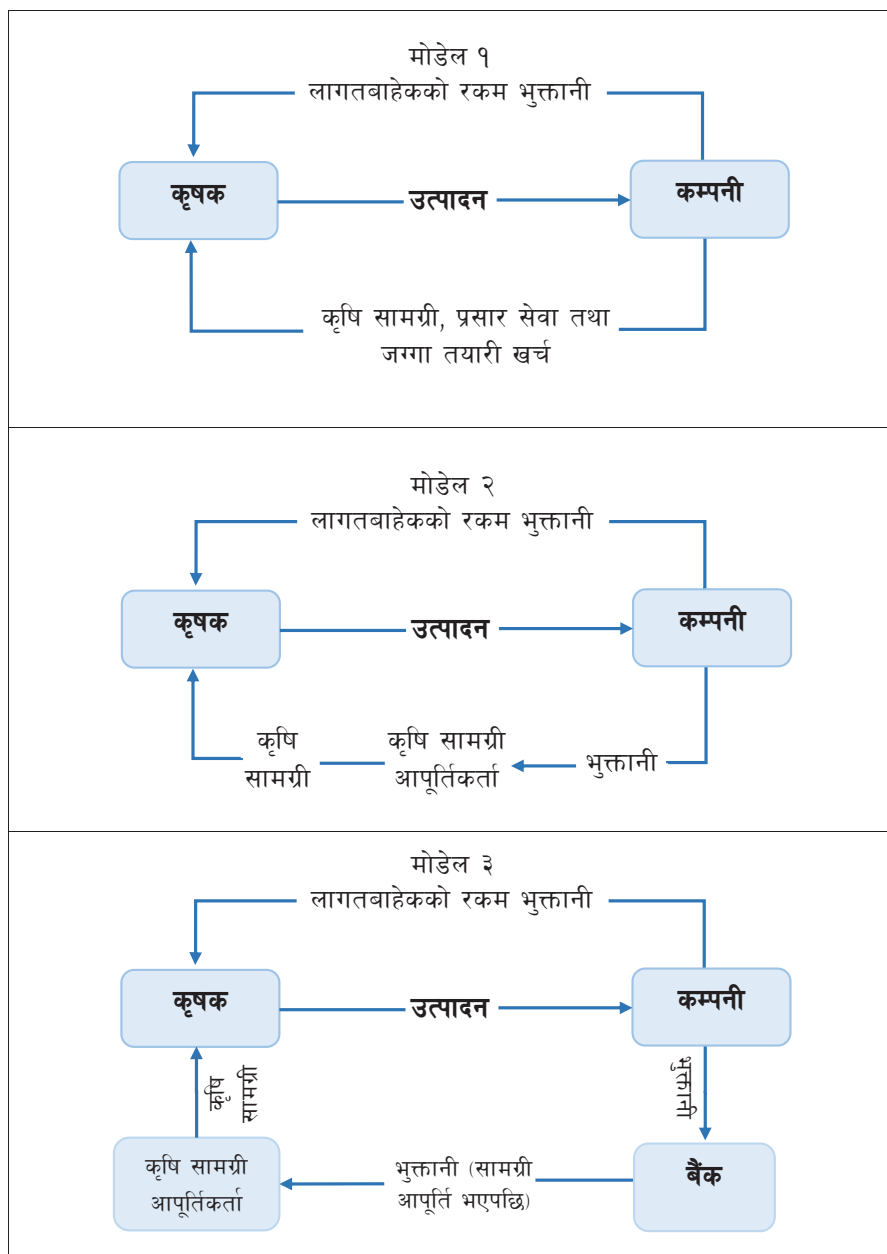 मोडेल १
लागतबाहेकको रकम भुक्तानी
कृषक
उत्पादन
कम्पनी
कृषि सामग्री, प्रसार सेवा तथा
जग्गा तयारी खर्च
मोडेल २
लागतबाहेकको रकम भुक्तानी
कृषक
उत्पादन
कम्पनी
कृषि
सामग्री
कृषि सामग्री
आपूर्तिकर्ता
भुक्तानी
मोडेल ३
लागतबाहेकको रकम भुक्तानी
कृषक
उत्पादन
कम्पनी
कृषि
सामग्री
भुक्तानी
कृषि सामग्री
आपूर्तिकर्ता
भुक्तानी (सामग्री
आपूर्ति भएपछि)
बैंक